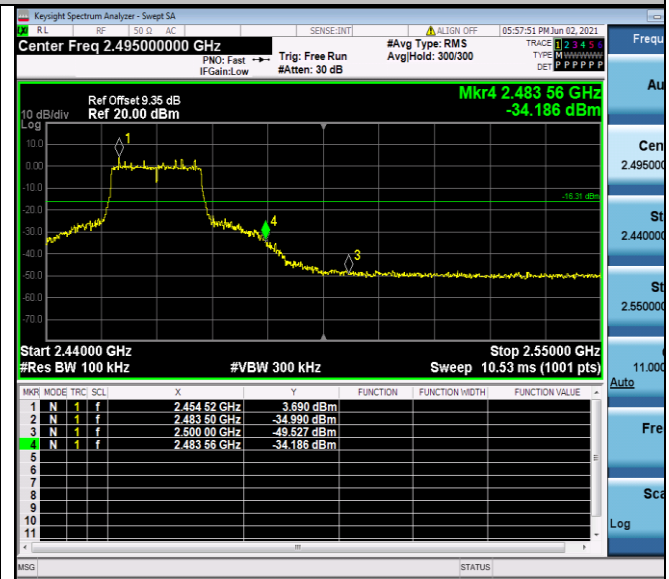 Keysight Spectrum Analyzer - Swept SA
RL RF 50 Ω AC SENSE:INT ALIGN OFF 05:57:51 PM Jun 02, 2021
Center Freq 2.495000000 GHz
PNO: Fast
IFGain:Low
Trig: Free Run
#Atten: 30 dB
#Avg Type: RMS
Avg|Hold: 300/300
TRACE 1 2 3 4 5 6
TYPE M WWWWW
DET P P P P P P
Ref Offset 9.35 dB
Ref 20.00 dBm
10 dB/div
Log
Mkr4 2.483 56 GHz
-34.186 dBm
10.0
0.00
-10.0
-20.0
-30.0
-40.0
-50.0
-60.0
-70.0
1
4
3
Start 2.44000 GHz
#Res BW 100 kHz
#VBW 300 kHz
Stop 2.55000 GHz
Sweep 10.53 ms (1001 pts)
MKR MODE TRC SCL X Y FUNCTION FUNCTION WIDTH FUNCTION VALUE
1 N 1 f 2.454 52 GHz 3.690 dBm
2 N 1 f 2.483 50 GHz -34.990 dBm
3 N 1 f 2.500 00 GHz -49.527 dBm
4 N 1 f 2.483 56 GHz -34.186 dBm
5
6
7
8
9
10
11
MSG STATUS
Frequ
Au
Cen
2.495000
St
2.440000
St
2.550000
11.000
Auto
Fre
Sca
Log